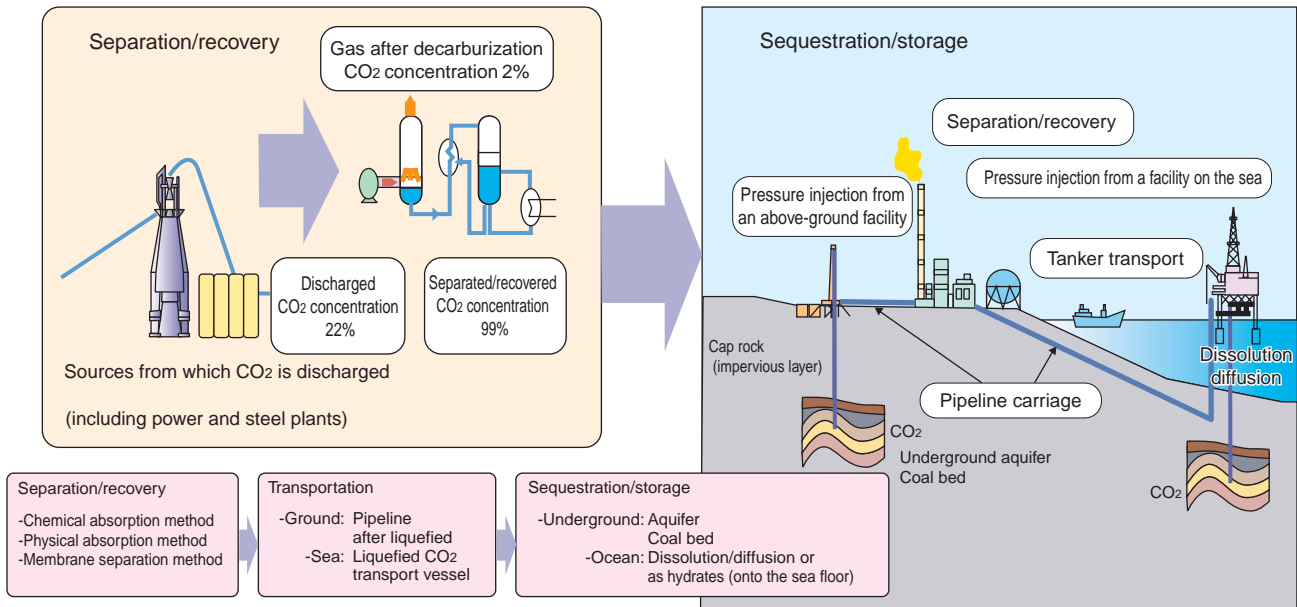 Separation/recovery
Gas after decarburization
CO2 concentration 2%
Discharged
CO2 concentration
22%
Separated/recovered
CO2 concentration
99%
Sources from which CO2 is discharged
(including power and steel plants)
Sequestration/storage
Separation/recovery
Pressure injection from a facility on the sea
Pressure injection from
an above-ground facility
Tanker transport
Dissolution
diffusion
Cap rock
(impervious layer)
Pipeline carriage
CO2
Underground aquifer
Coal bed
CO2
Separation/recovery
-Chemical absorption method
-Physical absorption method
-Membrane separation method
Transportation
-Ground: Pipeline
after liquefied
-Sea: Liquefied CO2
transport vessel
Sequestration/storage
-Underground: Aquifer
Coal bed
-Ocean: Dissolution/diffusion or
as hydrates (onto the sea floor)